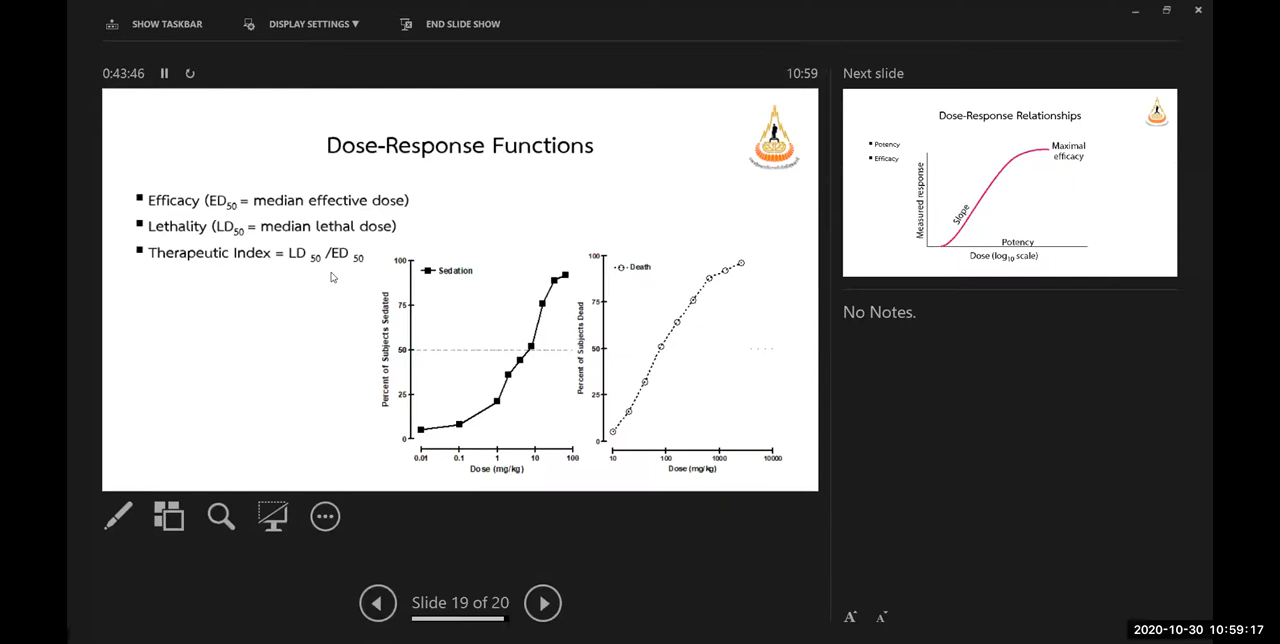 SHOW TASKBAR
DISPLAY SETTINGS ▼
END SLIDE SHOW
0:43:46
10:59
Dose-Response Functions
▪ Efficacy (ED50 = median effective dose)
▪ Lethality (LD50 = median lethal dose)
▪ Therapeutic Index = LD 50 /ED 50
Sedation
Percent of Subjects Sedated
100
75
50
25
0
0.01 0.1 1 10 100
Dose (mg/kg)
Death
Percent of Subjects Dead
100
75
50
25
0
10 100 1000 10000
Dose (mg/kg)
Next slide
Dose-Response Relationships
▪ Potency
▪ Efficacy
Measured response
Slope
Maximal
efficacy
Potency
Dose (log10 scale)
No Notes.
Slide 19 of 20
A A
2020-10-30 10:59:17